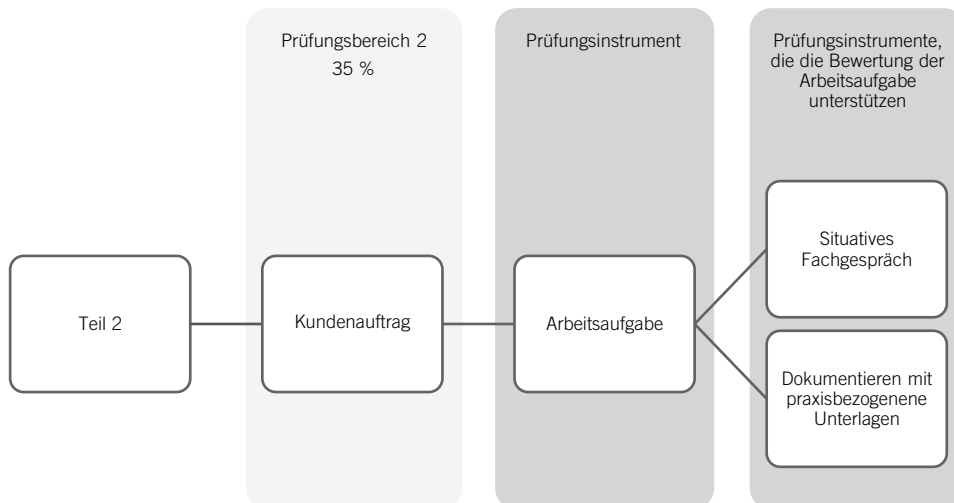 Prüfungsbereich 2
35 %
Prüfungsinstrument
Prüfungsinstrumente,
die die Bewertung der
Arbeitsaufgabe
unterstützen
Teil 2
Kundenauftrag
Arbeitsaufgabe
Situatives
Fachgespräch
Dokumentieren mit
praxisbezogenene
Unterlagen